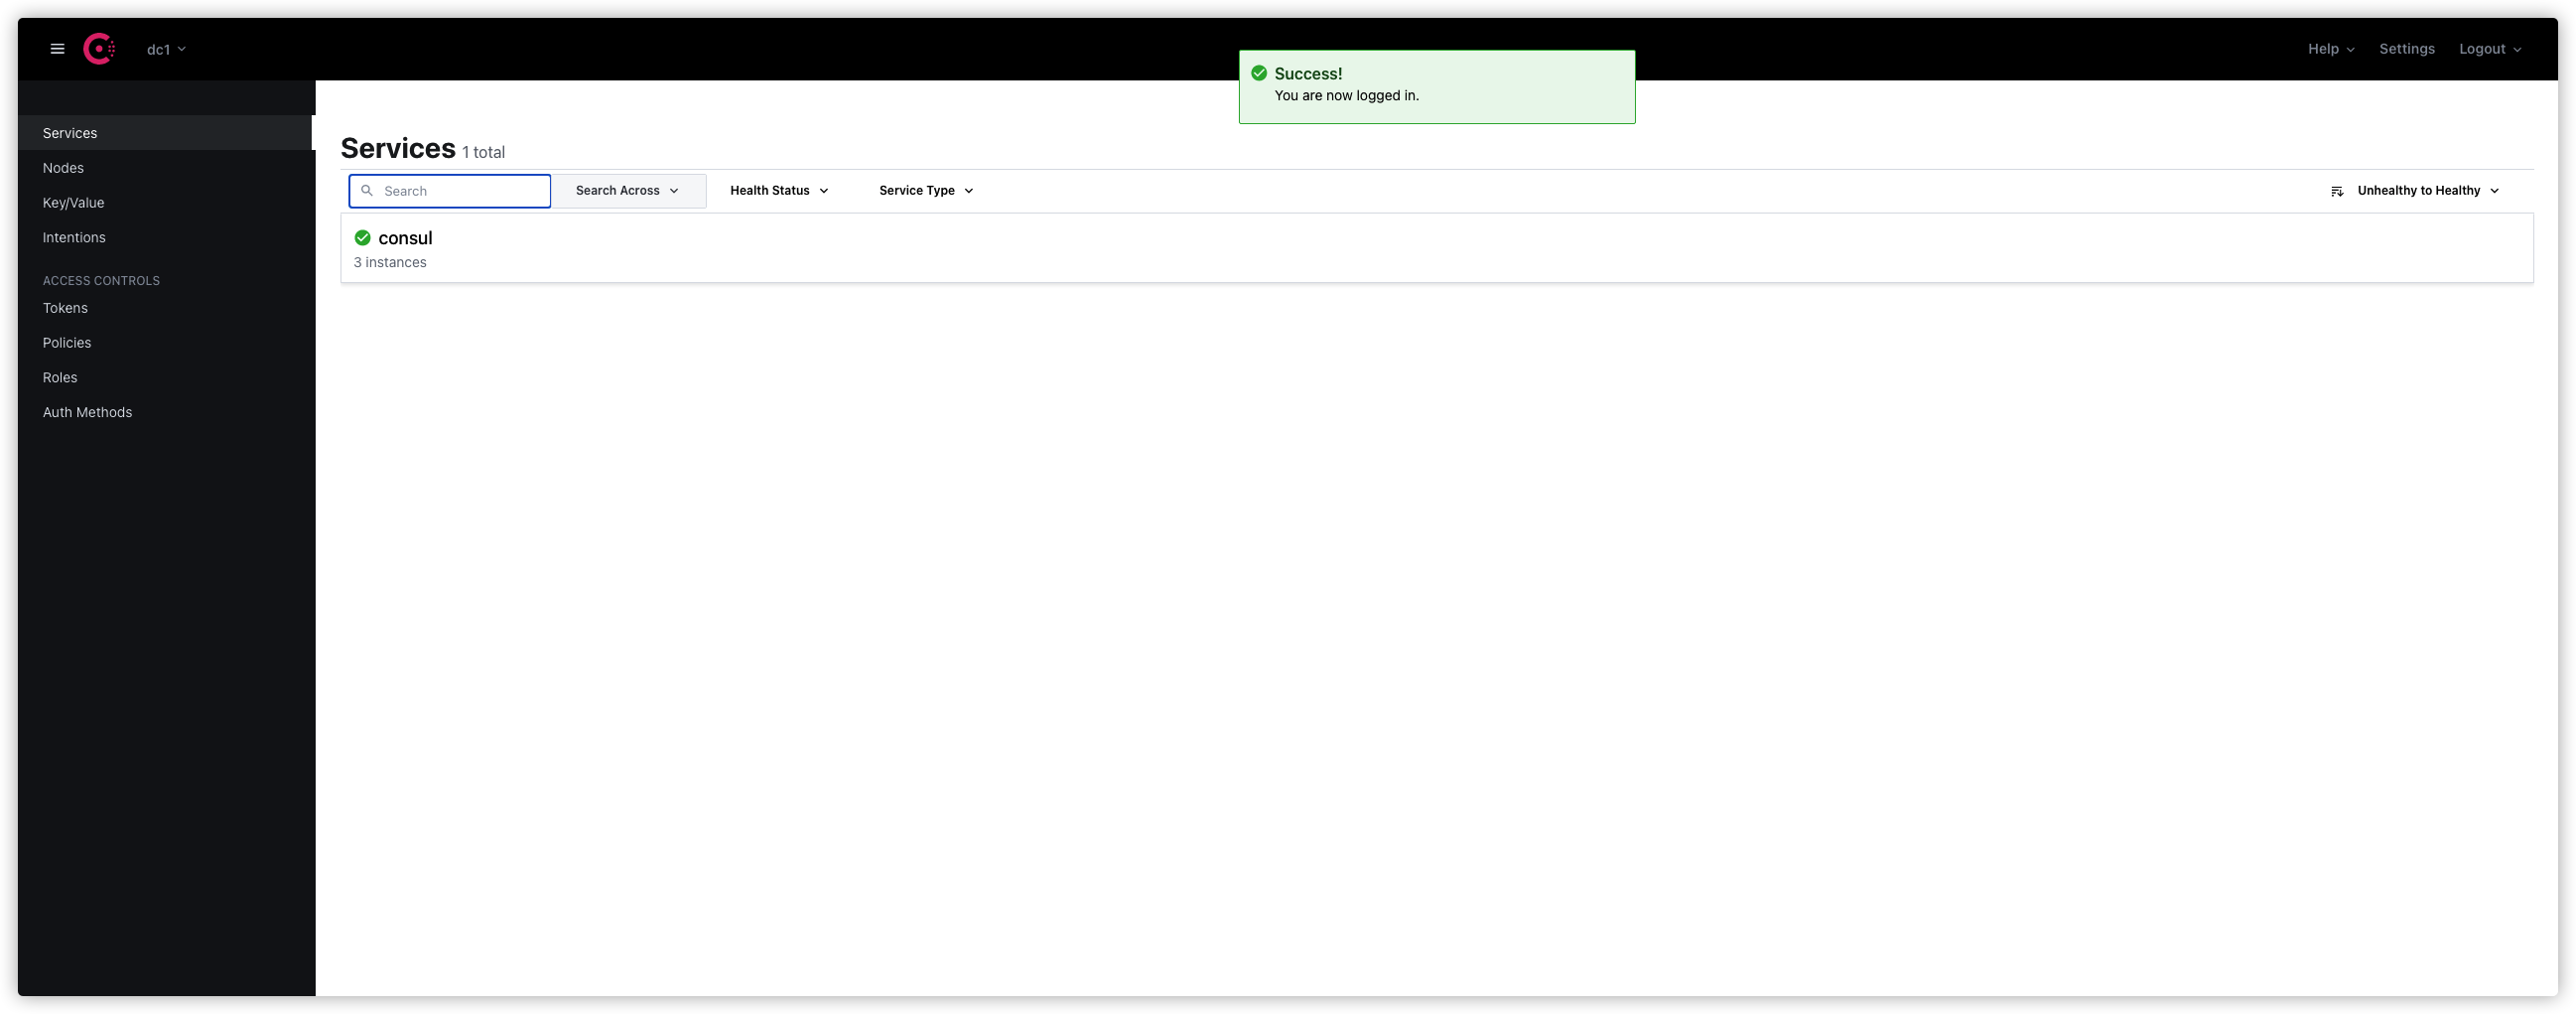 dc1
Help
Settings
Logout
Success!
You are now logged in.
Services
Nodes
Key/Value
Intentions
ACCESS CONTROLS
Tokens
Policies
Roles
Auth Methods
Services 1 total
Search
Search Across
Health Status
Service Type
Unhealthy to Healthy
consul
3 instances